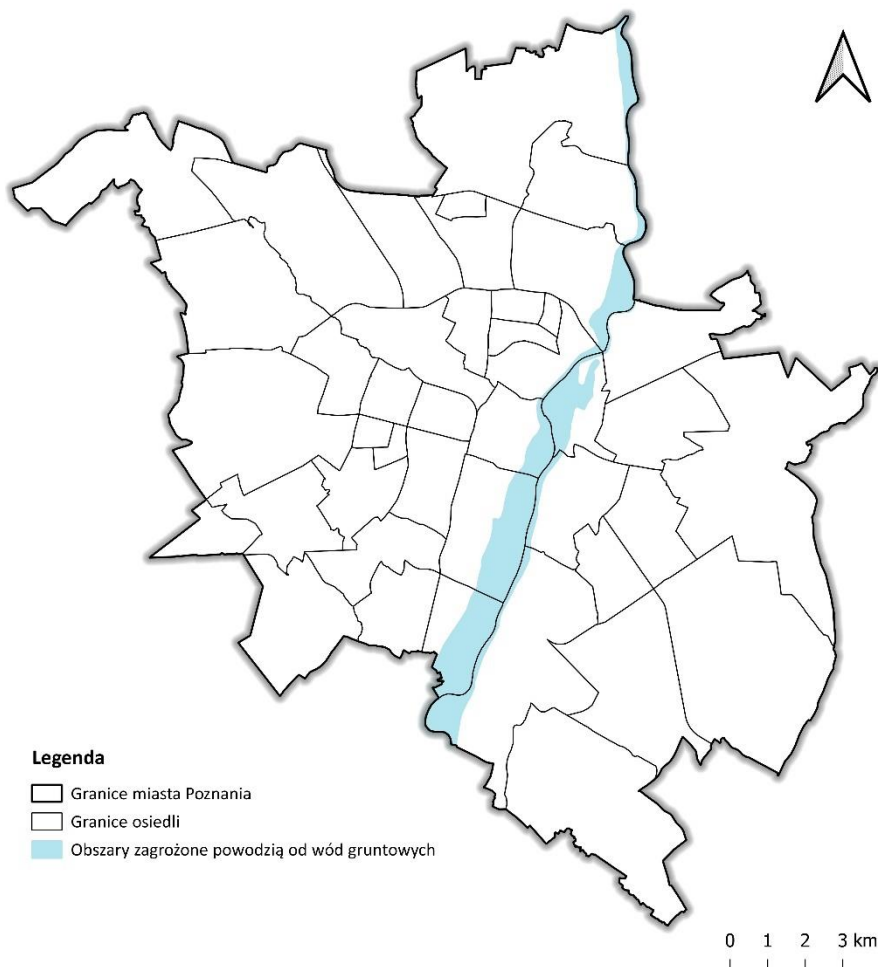 Legenda
Granice miasta Poznania
Granice osiedli
Obszary zagrożone powodzią od wód gruntowych
0 1 2 3 km